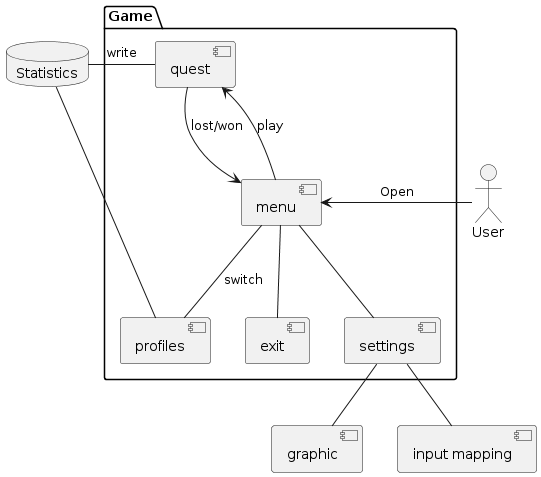 Game
write
Statistics
quest
lost/won
play
Open
menu
User
switch
profiles
exit
settings
graphic
input mapping